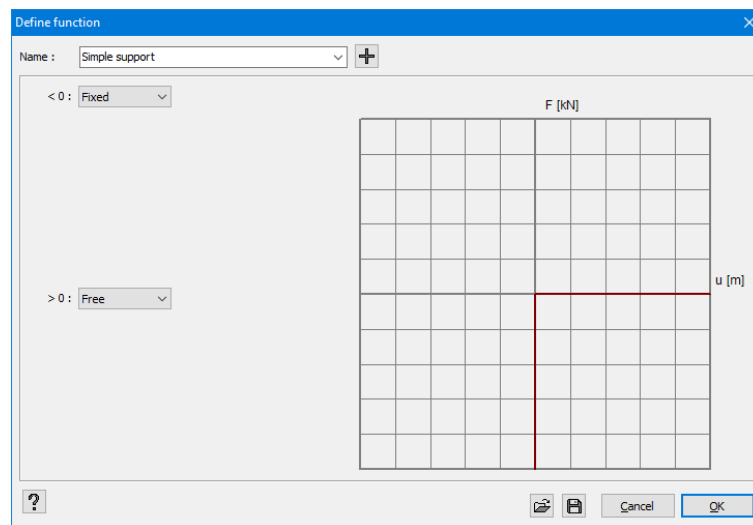 Define function
Name : Simple support
< 0 : Fixed
F [kN]
u [m]
> 0 : Free
? Cancel OK